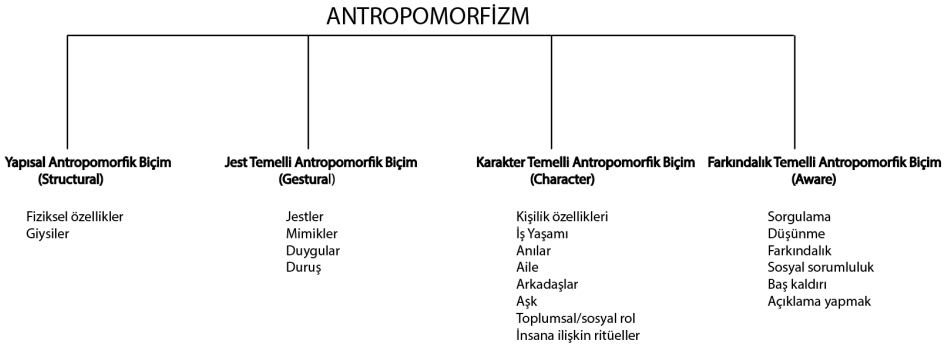 ANTROPOMORFİZM
Yapısal Antropomorfik Biçim
(Structural)
Fiziksel özellikler
Giysiler
Jest Temelli Antropomorfik Biçim
(Gestural)
Jestler
Mimikler
Duygular
Duruş
Karakter Temelli Antropomorfik Biçim
(Character)
Kişilik özellikleri
İş Yaşamı
Anılar
Aile
Arkadaşlar
Aşk
Toplumsal/sosyal rol
İnsana ilişkin ritüeller
Farkındalık Temelli Antropomorfik Biçim
(Aware)
Sorgulama
Düşünme
Farkındalık
Sosyal sorumluluk
Baş kaldırı
Açıklama yapmak